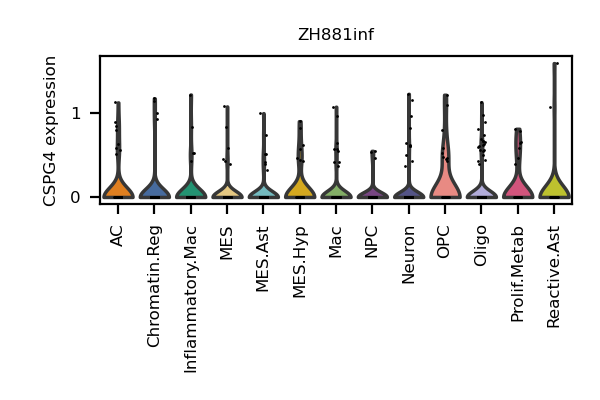 ZH881inf
CSPG4 expression
1
0
AC
Chromatin.Reg
Inflammatory.Mac
MES
MES.Ast
MES.Hyp
Mac
NPC
Neuron
OPC
Oligo
Prolif.Metab
Reactive.Ast